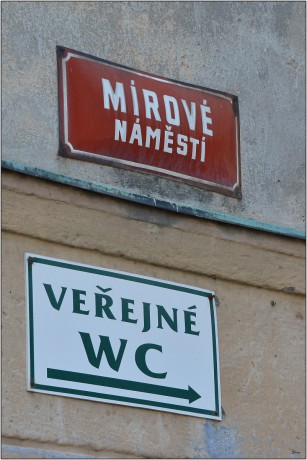 MÍROVÉ
NÁMĚSTÍ
VEŘEJNÉ
WC